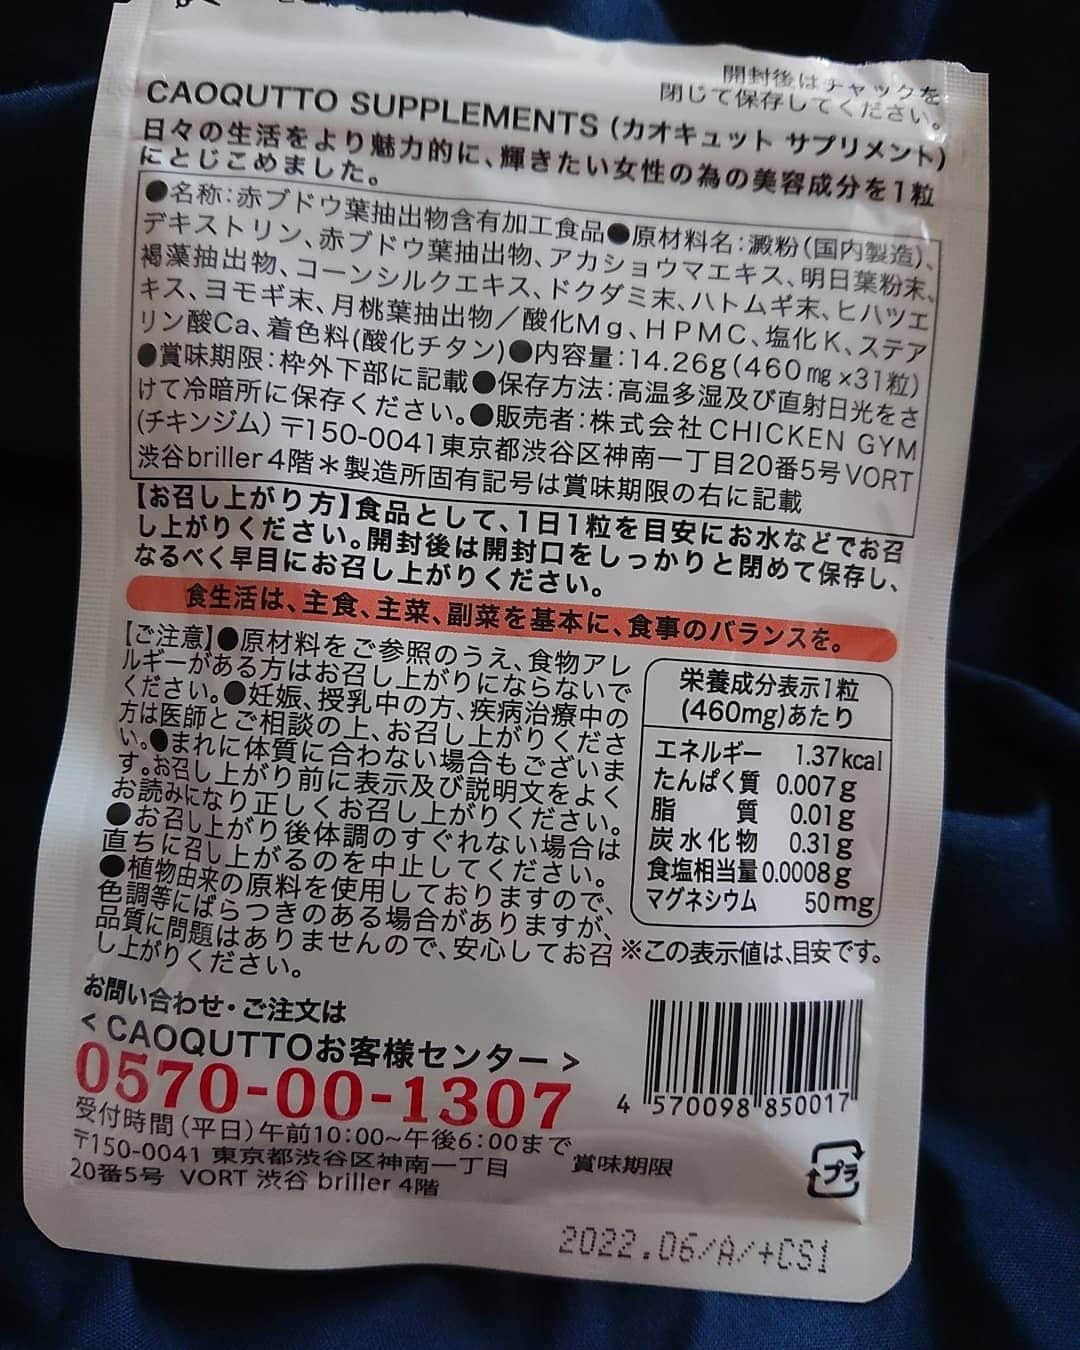 開封後はチャックを
閉じて保存してください。
CAOQUTTO SUPPLEMENTS (カオキュット サプリメント)
日々の生活をより魅力的に、輝きたい女性の為の美容成分を1粒
にとじこめました。
●名称：赤ブドウ葉抽出物含有加工食品●原材料名：澱粉(国内製造)、
デキストリン、赤ブドウ葉抽出物、アカショウマエキス、明日葉粉末、
褐藻抽出物、コーンシルクエキス、ドクダミ末、ハトムギ末、ヒハツエ
キス、ヨモギ末、月桃葉抽出物／酸化Mg、HPMC、塩化K、ステア
リン酸Ca、着色料(酸化チタン)●内容量：14.26g(460㎎×31粒)
●賞味期限：枠外下部に記載●保存方法：高温多湿及び直射日光をさ
けて冷暗所に保存ください。●販売者：株式会社CHICKEN GYM
(チキンジム)〒150-0041東京都渋谷区神南一丁目20番5号VORT
渋谷briller 4階＊製造所固有記号は賞味期限の右に記載
【お召し上がり方】食品として、1日1粒を目安にお水などでお召
し上がりください。開封後は開封口をしっかりと閉めて保存し、
なるべく早目にお召し上がりください。
食生活は、主食、主菜、副菜を基本に、食事のバランスを。
【ご注意】●原材料をご参照のうえ、食物アレ
ルギーがある方はお召し上がりにならないで
ください。●妊娠、授乳中の方、疾病治療中の
方は医師とご相談の上、お召し上がりくださ
い。●まれに体質に合わない場合もございま
す。お召し上がり前に表示及び説明文をよく
お読みになり正しくお召し上がりください。
●お召し上がり後体調のすぐれない場合は
直ちに召し上がるのを中止してください。
●植物由来の原料を使用しておりますので、
色調等にばらつきのある場合がありますが、
品質に問題はありませんので、安心してお召
し上がりください。
栄養成分表示1粒
(460mg)あたり
エネルギー 1.37kcal
たんぱく質 0.007g
脂質 0.01g
炭水化物 0.31g
食塩相当量 0.0008g
マグネシウム 50mg
※この表示値は、目安です。
お問い合わせ・ご注文は
＜CAOQUTTOお客様センター＞
0570-00-1307
受付時間(平日)午前10:00~午後6:00まで
〒150-0041 東京都渋谷区神南一丁目
20番5号 VORT 渋谷 briller 4階
4 570098 850017
プラ
賞味期限
2022.06/A/+CS1